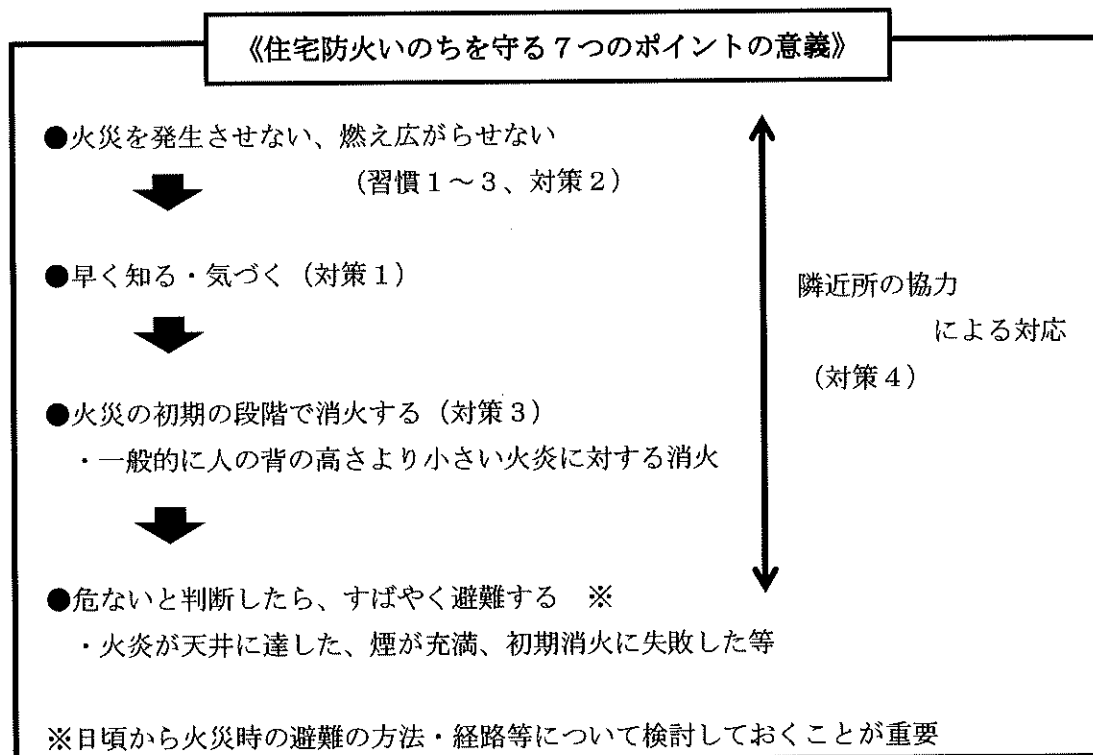 《住宅防火いのちを守る７つのポイントの意義》
●火災を発生させない、燃え広がらせない
（習慣１～３、対策２）
●早く知る・気づく（対策１）
●火災の初期の段階で消火する（対策３）
・一般的に人の背の高さより小さい火炎に対する消火
●危ないと判断したら、すばやく避難する　※
・火炎が天井に達した、煙が充満、初期消火に失敗した等
隣近所の協力
による対応
（対策４）
※日頃から火災時の避難の方法・経路等について検討しておくことが重要